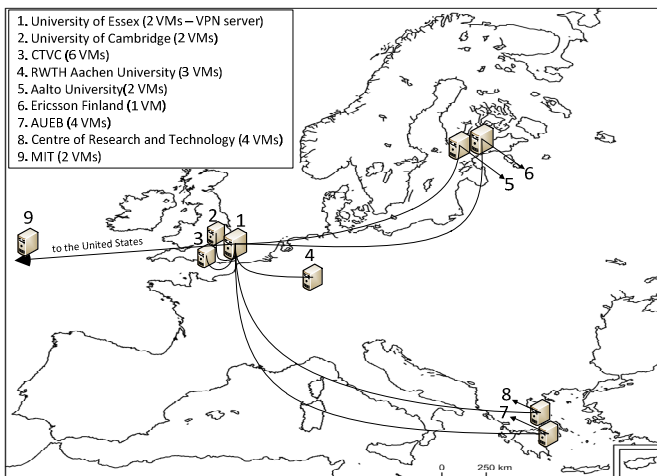 1. University of Essex (2 VMs – VPN server)
2. University of Cambridge (2 VMs)
3. CTVC (6 VMs)
4. RWTH Aachen University (3 VMs)
5. Aalto University(2 VMs)
6. Ericsson Finland (1 VM)
7. AUEB (4 VMs)
8. Centre of Research and Technology (4 VMs)
9. MIT (2 VMs)
6
5
9
2
1
to the United States
3
4
8
7
0 250 km